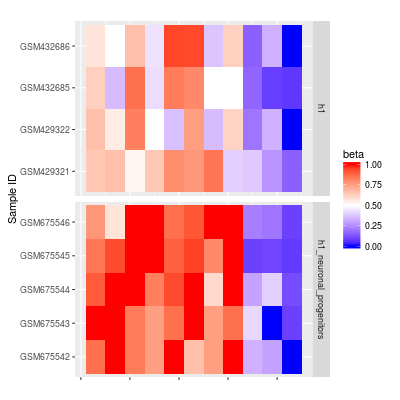 GSM432686
GSM432685
GSM429322
GSM429321
h1
GSM675546
GSM675545
GSM675544
GSM675543
GSM675542
h1_neuronal_progenitors
Sample ID
beta
1.00
0.75
0.50
0.25
0.00